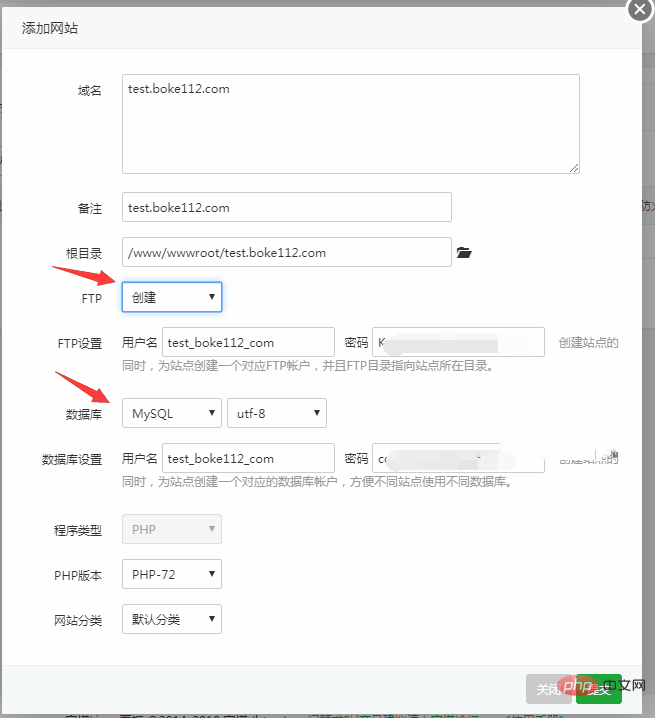 添加网站
域名 test.boke112.com
备注 test.boke112.com
根目录 /www/wwwroot/test.boke112.com
FTP 创建
FTP设置 用户名 test_boke112_com 密码 K 创建站点的
同时，为站点创建一个对应FTP帐户，并且FTP目录指向站点所在目录。
数据库 MySQL utf-8
数据库设置 用户名 test_boke112_com 密码 创建站点的
同时，为站点创建一个对应的数据库帐户，方便不同站点使用不同数据库。
程序类型 PHP
PHP版本 PHP-72
网站分类 默认分类
关闭 提交
php 中文网